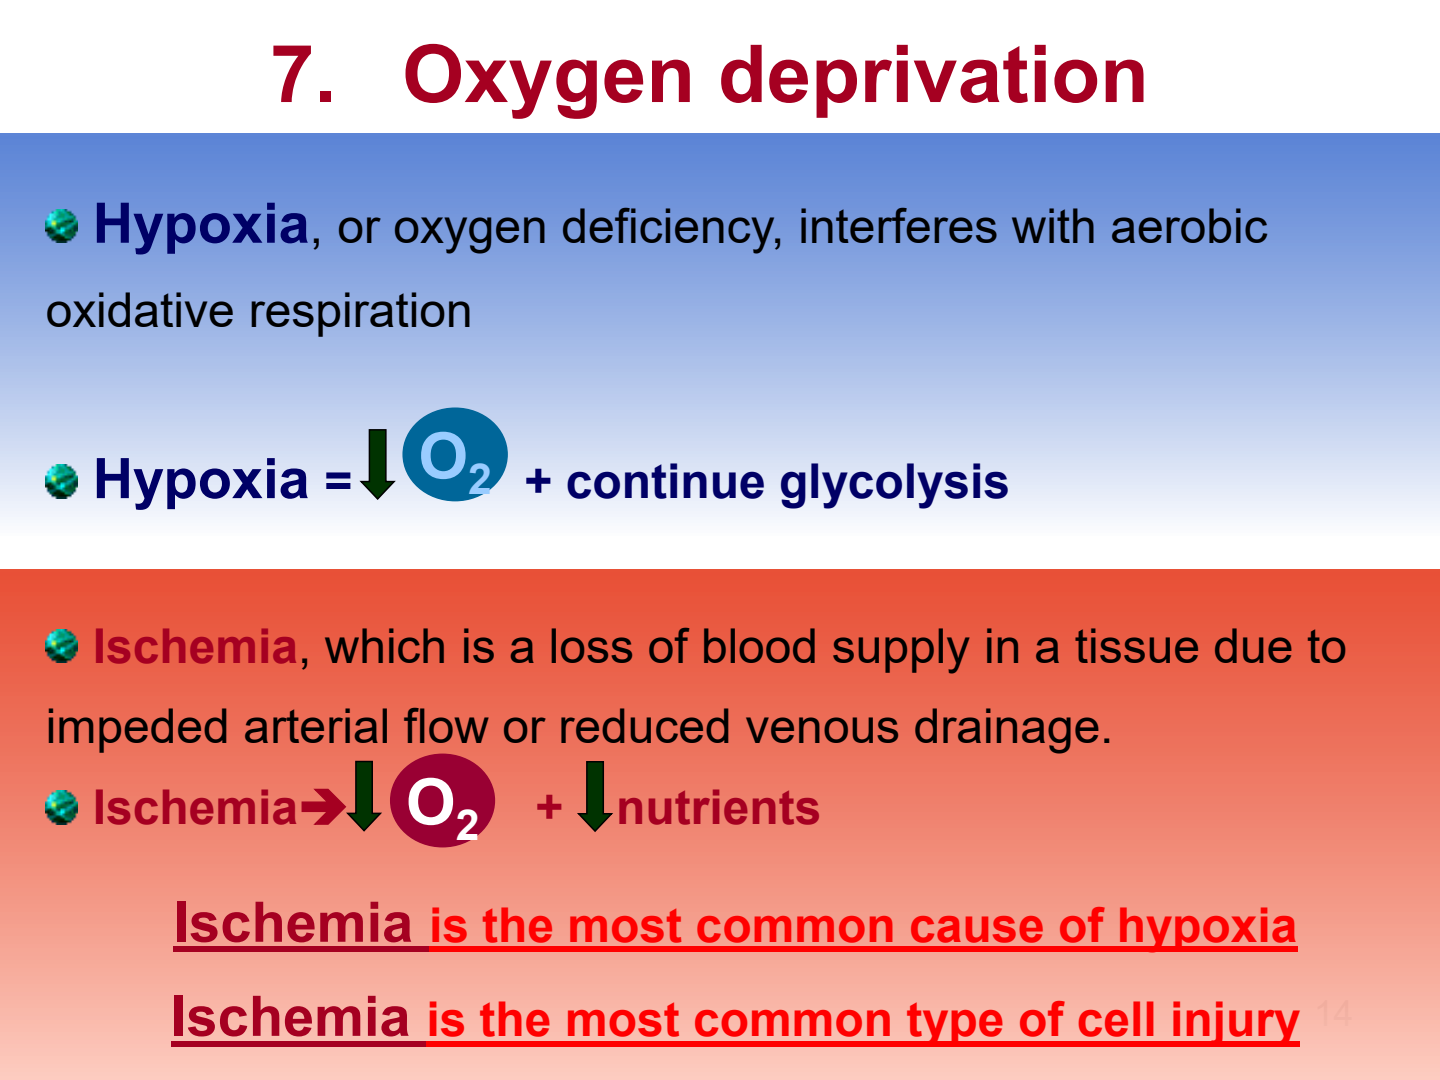 7. Oxygen deprivation
Hypoxia, or oxygen deficiency, interferes with aerobic
oxidative respiration
Hypoxia = O2 + continue glycolysis
Ischemia, which is a loss of blood supply in a tissue due to
impeded arterial flow or reduced venous drainage.
Ischemia➔ O2 + nutrients
Ischemia is the most common cause of hypoxia
Ischemia is the most common type of cell injury
14